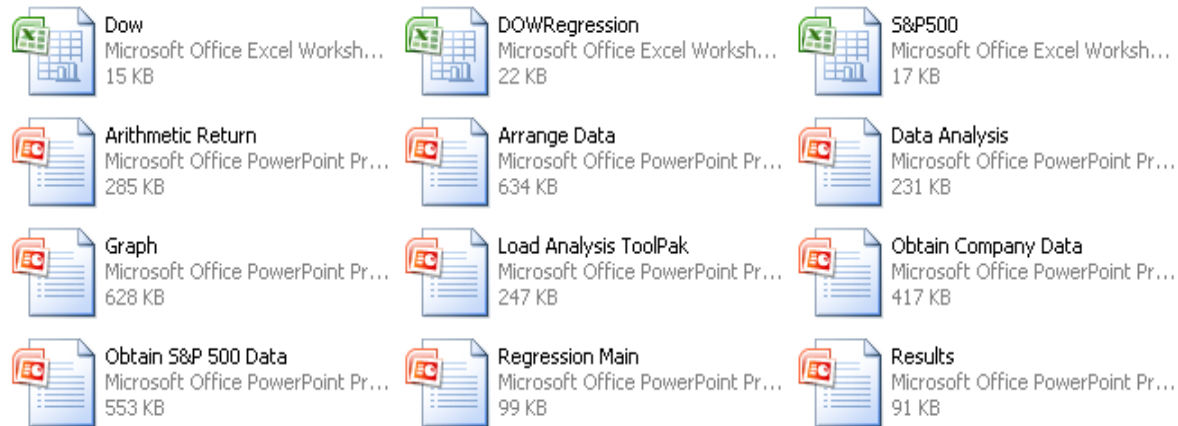 Dow
Microsoft Office Excel Worksh...
15 KB
DOWRegression
Microsoft Office Excel Worksh...
22 KB
S&P500
Microsoft Office Excel Worksh...
17 KB
Arithmetic Return
Microsoft Office PowerPoint Pr...
285 KB
Arrange Data
Microsoft Office PowerPoint Pr...
634 KB
Data Analysis
Microsoft Office PowerPoint Pr...
231 KB
Graph
Microsoft Office PowerPoint Pr...
628 KB
Load Analysis ToolPak
Microsoft Office PowerPoint Pr...
247 KB
Obtain Company Data
Microsoft Office PowerPoint Pr...
417 KB
Obtain S&P 500 Data
Microsoft Office PowerPoint Pr...
553 KB
Regression Main
Microsoft Office PowerPoint Pr...
99 KB
Results
Microsoft Office PowerPoint Pr...
91 KB